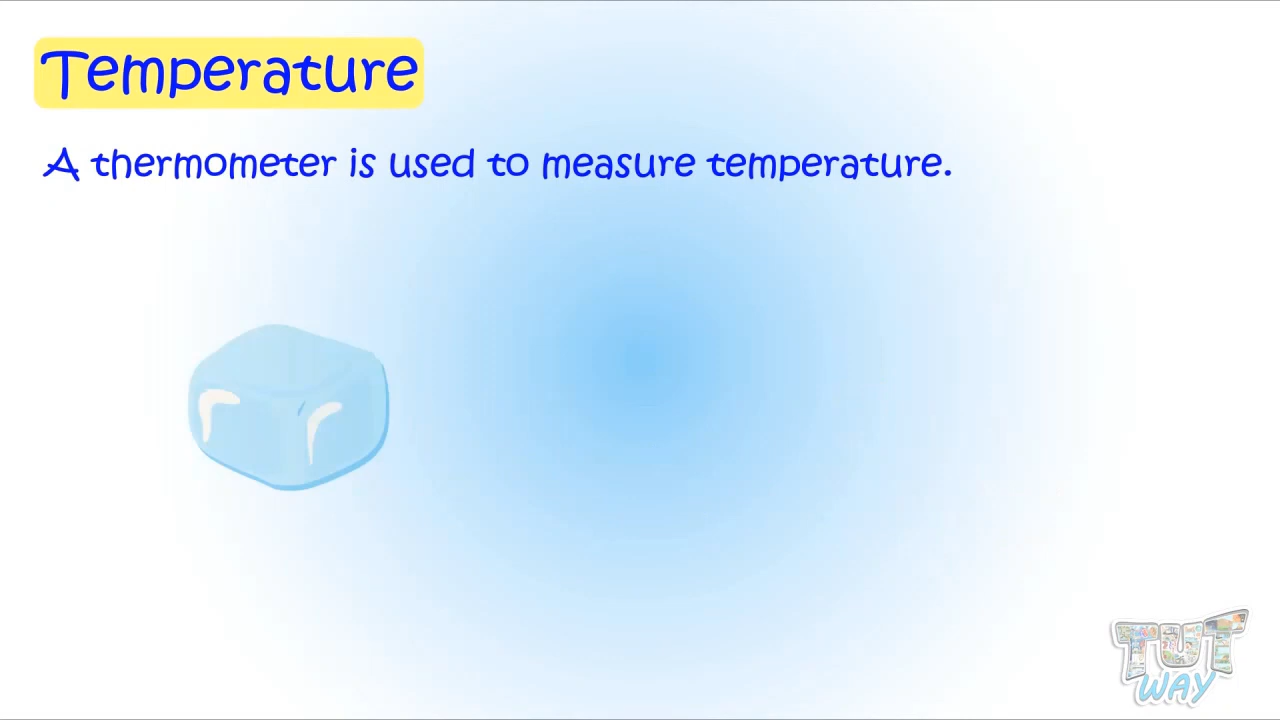 Temperature
A thermometer is used to measure temperature.
TUT
WAY